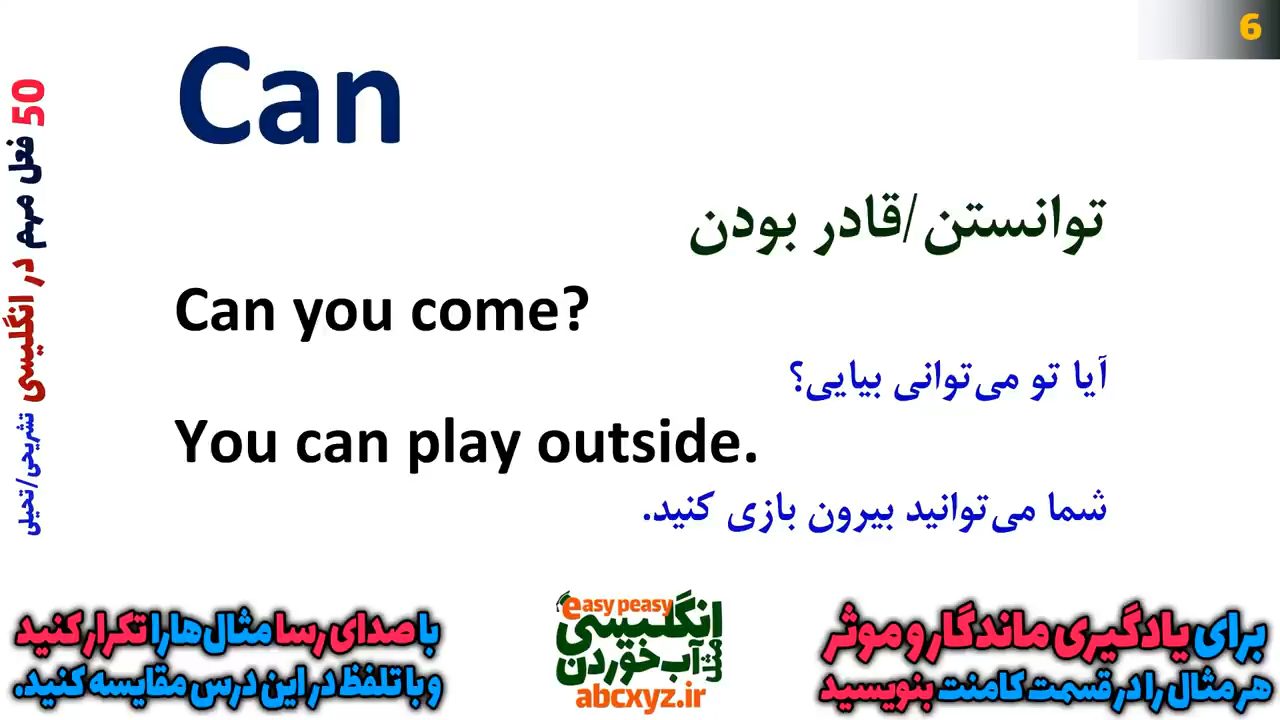 6
Can
توانستن/قادر بودن
Can you come?
آیا تو می‌توانی بیایی؟
You can play outside.
شما می‌توانید بیرون بازی کنید.
50 فعل مهم در انگلیسی تشریحی/تحیلی
برای یادگیری ماندگار و موثر
هر مثال را در قسمت کامنت بنویسید
easy peasy
انگلیسی
مثل
آب خوردن
abcxyz.ir
با صدای رسا مثال‌ها را تکرار کنید
و با تلفظ در این درس مقایسه کنید.